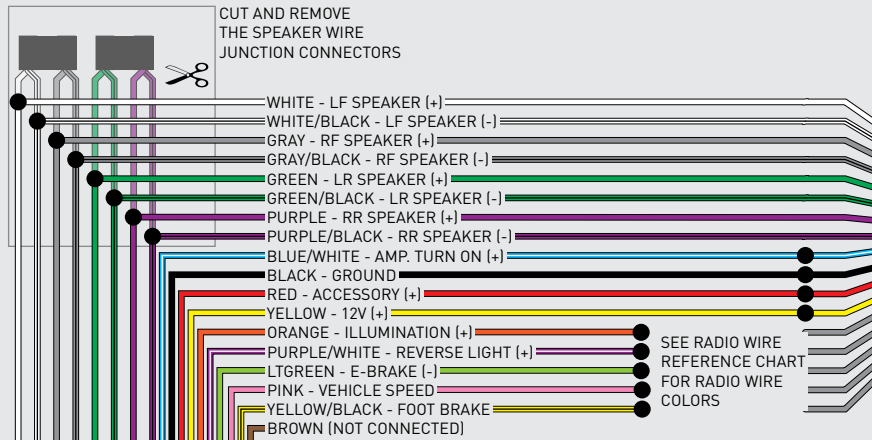 CUT AND REMOVE
THE SPEAKER WIRE
JUNCTION CONNECTORS
WHITE - LF SPEAKER (+)
WHITE/BLACK - LF SPEAKER (-)
GRAY - RF SPEAKER (+)
GRAY/BLACK - RF SPEAKER (-)
GREEN - LR SPEAKER (+)
GREEN/BLACK - LR SPEAKER (-)
PURPLE - RR SPEAKER (+)
PURPLE/BLACK - RR SPEAKER (-)
BLUE/WHITE - AMP. TURN ON (+)
BLACK - GROUND
RED - ACCESSORY (+)
YELLOW - 12V (+)
ORANGE - ILLUMINATION (+)
PURPLE/WHITE - REVERSE LIGHT (+)
LTGREEN - E-BRAKE (-)
PINK - VEHICLE SPEED
YELLOW/BLACK - FOOT BRAKE
BROWN (NOT CONNECTED)
SEE RADIO WIRE
REFERENCE CHART
FOR RADIO WIRE
COLORS